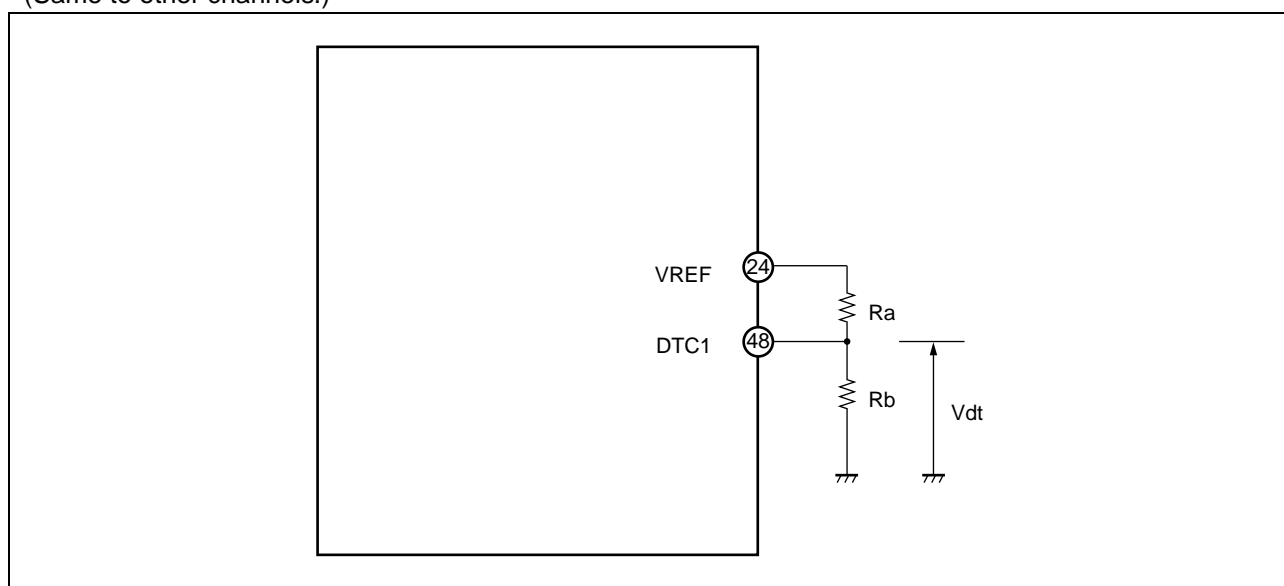 (Same to other channels.)
VREF
24
Ra
DTC1
48
Rb
Vdt